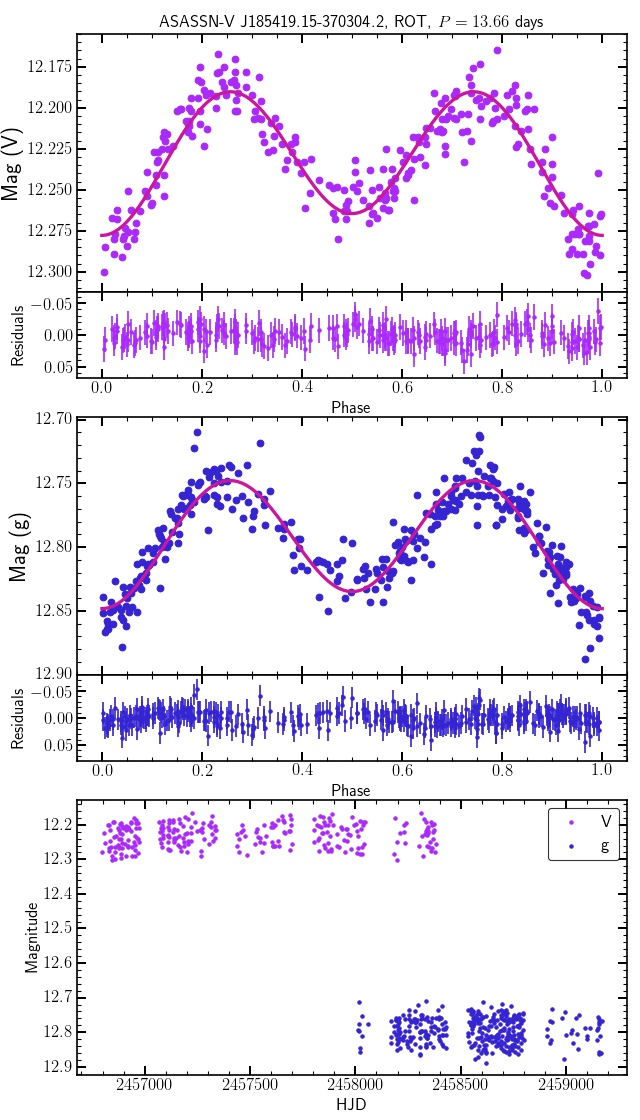 ASASSN-V J185419.15-370304.2, ROT, P = 13.66 days
Mag (V)
12.175
12.200
12.225
12.250
12.275
12.300
Residuals
−0.05
0.00
0.05
0.0 0.2 0.4 0.6 0.8 1.0
Phase
Mag (g)
12.70
12.75
12.80
12.85
12.90
Residuals
−0.05
0.00
0.05
0.0 0.2 0.4 0.6 0.8 1.0
Phase
Magnitude
12.2
12.3
12.4
12.5
12.6
12.7
12.8
12.9
V
g
2457000 2457500 2458000 2458500 2459000
HJD